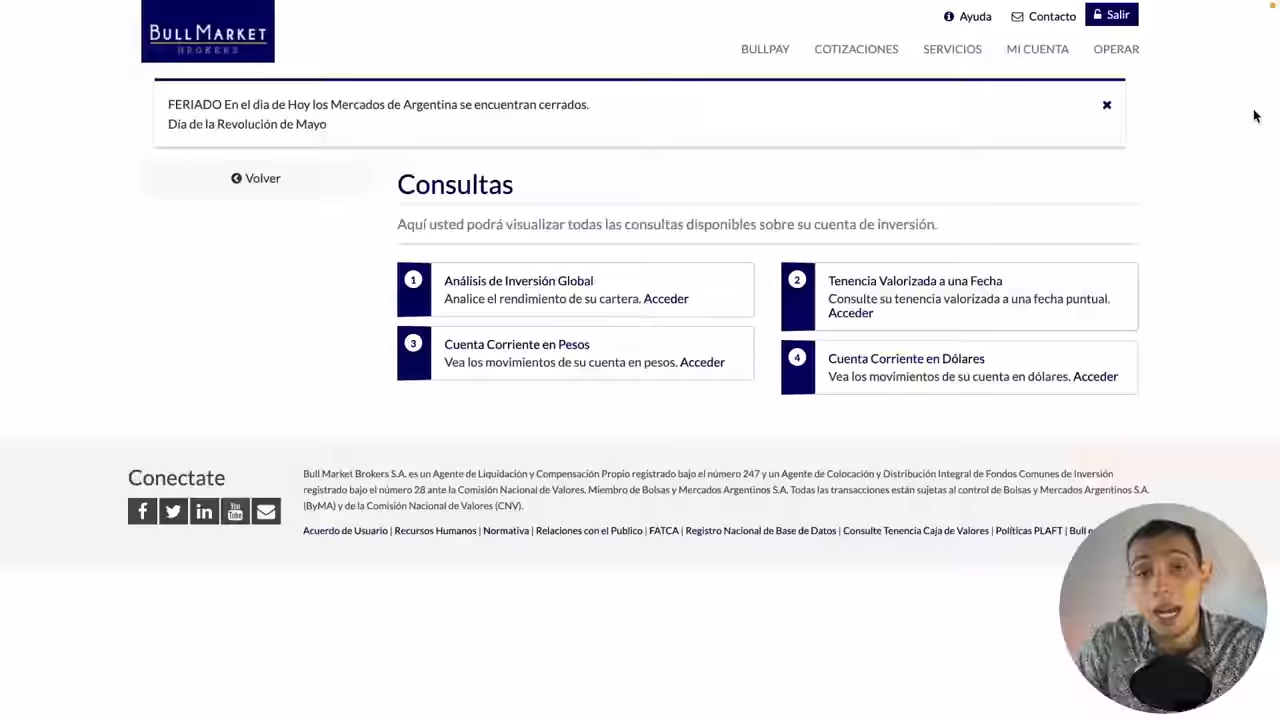 BULLMARKET
BROKERS
Ayuda
Contacto
Salir
BULLPAY
COTIZACIONES
SERVICIOS
MI CUENTA
OPERAR
FERIADO En el dia de Hoy los Mercados de Argentina se encuentran cerrados.
Día de la Revolución de Mayo
Volver
Consultas
Aquí usted podrá visualizar todas las consultas disponibles sobre su cuenta de inversión.
1
Análisis de Inversión Global
Analice el rendimiento de su cartera. Acceder
2
Tenencia Valorizada a una Fecha
Consulte su tenencia valorizada a una fecha puntual.
Acceder
3
Cuenta Corriente en Pesos
Vea los movimientos de su cuenta en pesos. Acceder
4
Cuenta Corriente en Dólares
Vea los movimientos de su cuenta en dólares. Acceder
Conectate
You
Tube
Bull Market Brokers S.A. es un Agente de Liquidación y Compensación Propio registrado bajo el número 247 y un Agente de Colocación y Distribución Integral de Fondos Comunes de Inversión
registrado bajo el número 28 ante la Comisión Nacional de Valores. Miembro de Bolsas y Mercados Argentinos S.A. Todas las transacciones están sujetas al control de Bolsas y Mercados Argentinos S.A.
(ByMA) y de la Comisión Nacional de Valores (CNV).
Acuerdo de Usuario | Recursos Humanos | Normativa | Relaciones con el Publico | FATCA | Registro Nacional de Base de Datos | Consulte Tenencia Caja de Valores | Políticas PLAFT | Bull